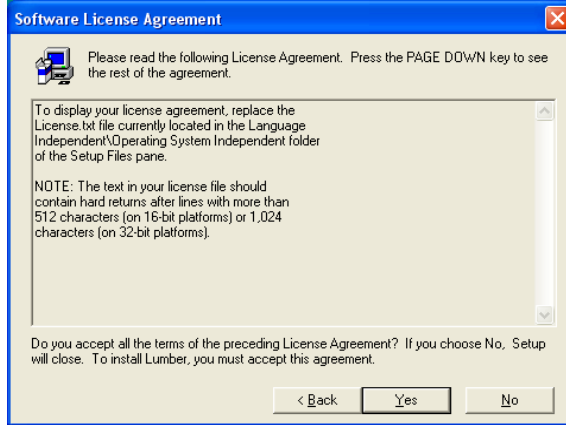 Software License Agreement
Please read the following License Agreement. Press the PAGE DOWN key to see
the rest of the agreement.
To display your license agreement, replace the
License.txt file currently located in the Language
Independent\Operating System Independent folder
of the Setup Files pane.
NOTE: The text in your license file should
contain hard returns after lines with more than
512 characters (on 16-bit platforms) or 1,024
characters (on 32-bit platforms).
Do you accept all the terms of the preceding License Agreement? If you choose No, Setup
will close. To install Lumber, you must accept this agreement.
< Back
Yes
No